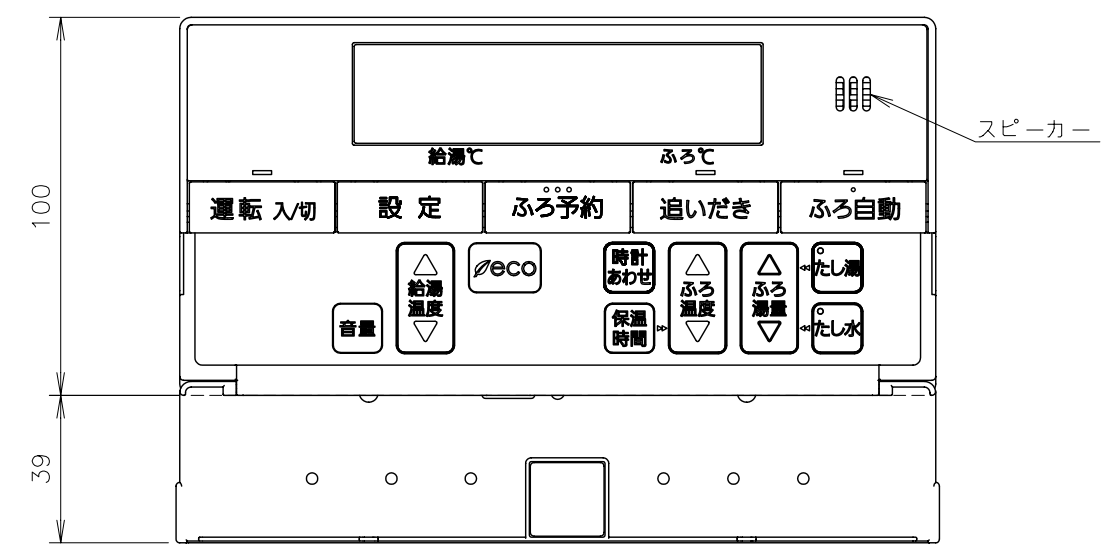 スピーカー
給湯℃ ふろ℃
100
運転 入/切 設定 ふろ予約 追いだき ふろ自動
給湯
温度
eco
時計
あわせ
ふろ
温度
ふろ
湯量
たし湯
音量
保温
時間
たし水
39